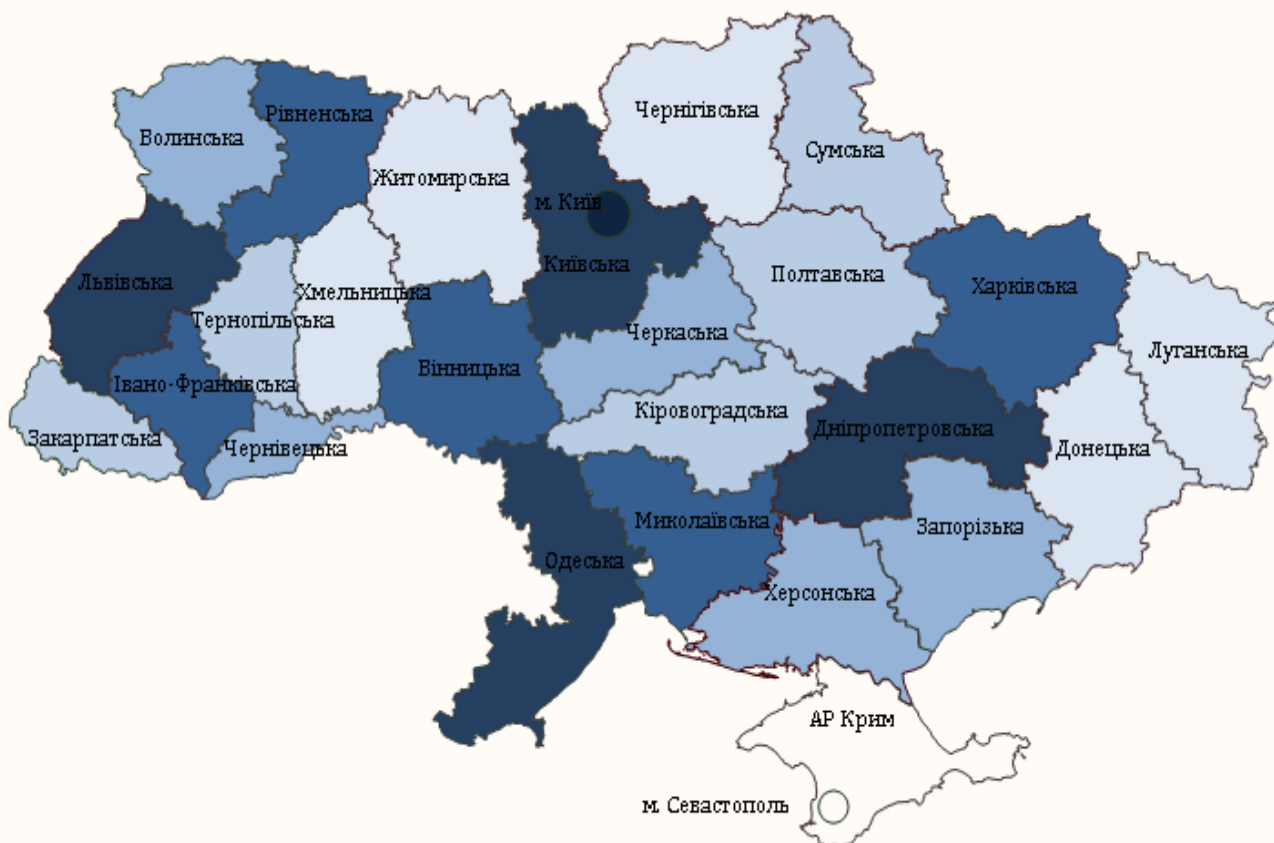 Чернігівська
Рівненська
Волинська
Сумська
Житомирська
м. Київ
Київська
Полтавська
Львівська
Харківська
Хмельницька
Тернопільська
Черкаська
Луганська
Вінницька
Івано-Франківська
Кіровоградська
Дніпропетровська
Закарпатська
Чернівецька
Донецька
Миколаївська
Запорізька
Одеська
Херсонська
АР Крим
м. Севастополь